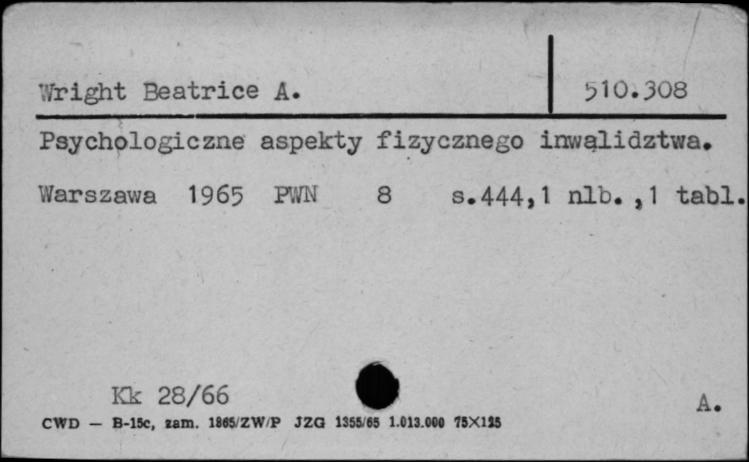 Wright Beatrice A. 510.308
Psychologiczne aspekty fizycznego inwalidztwa.
Warszawa 1965 PWN 8 s.444,1 nlb.,1 tabl.
Kk 28/66
A.
CWD — B-15c, zam. 1865/ZW/P JZG 1355/65 1.013.000 75X125